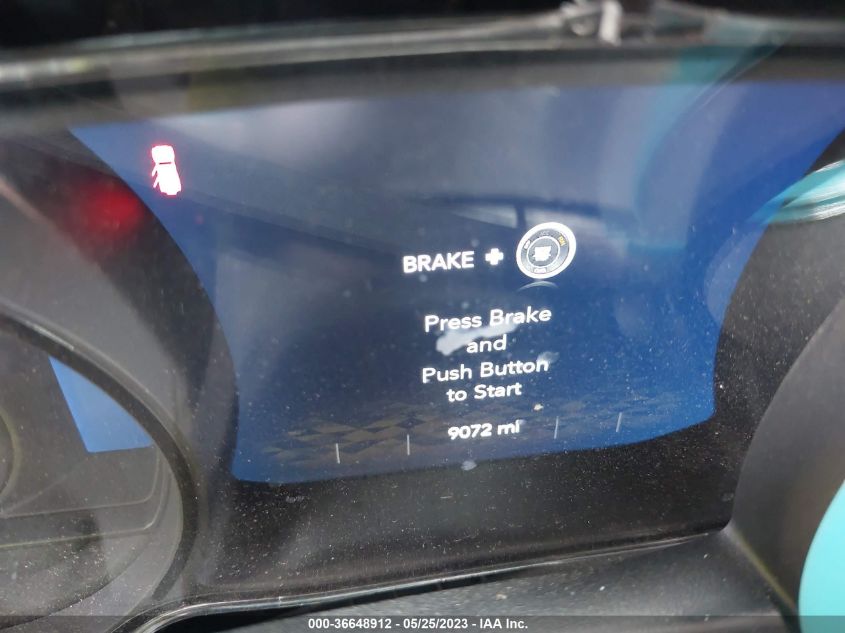 BRAKE +
Press Brake
and
Push Button
to Start
9072 mi
000-36648912 / 05/25/2023 - IAA Inc.